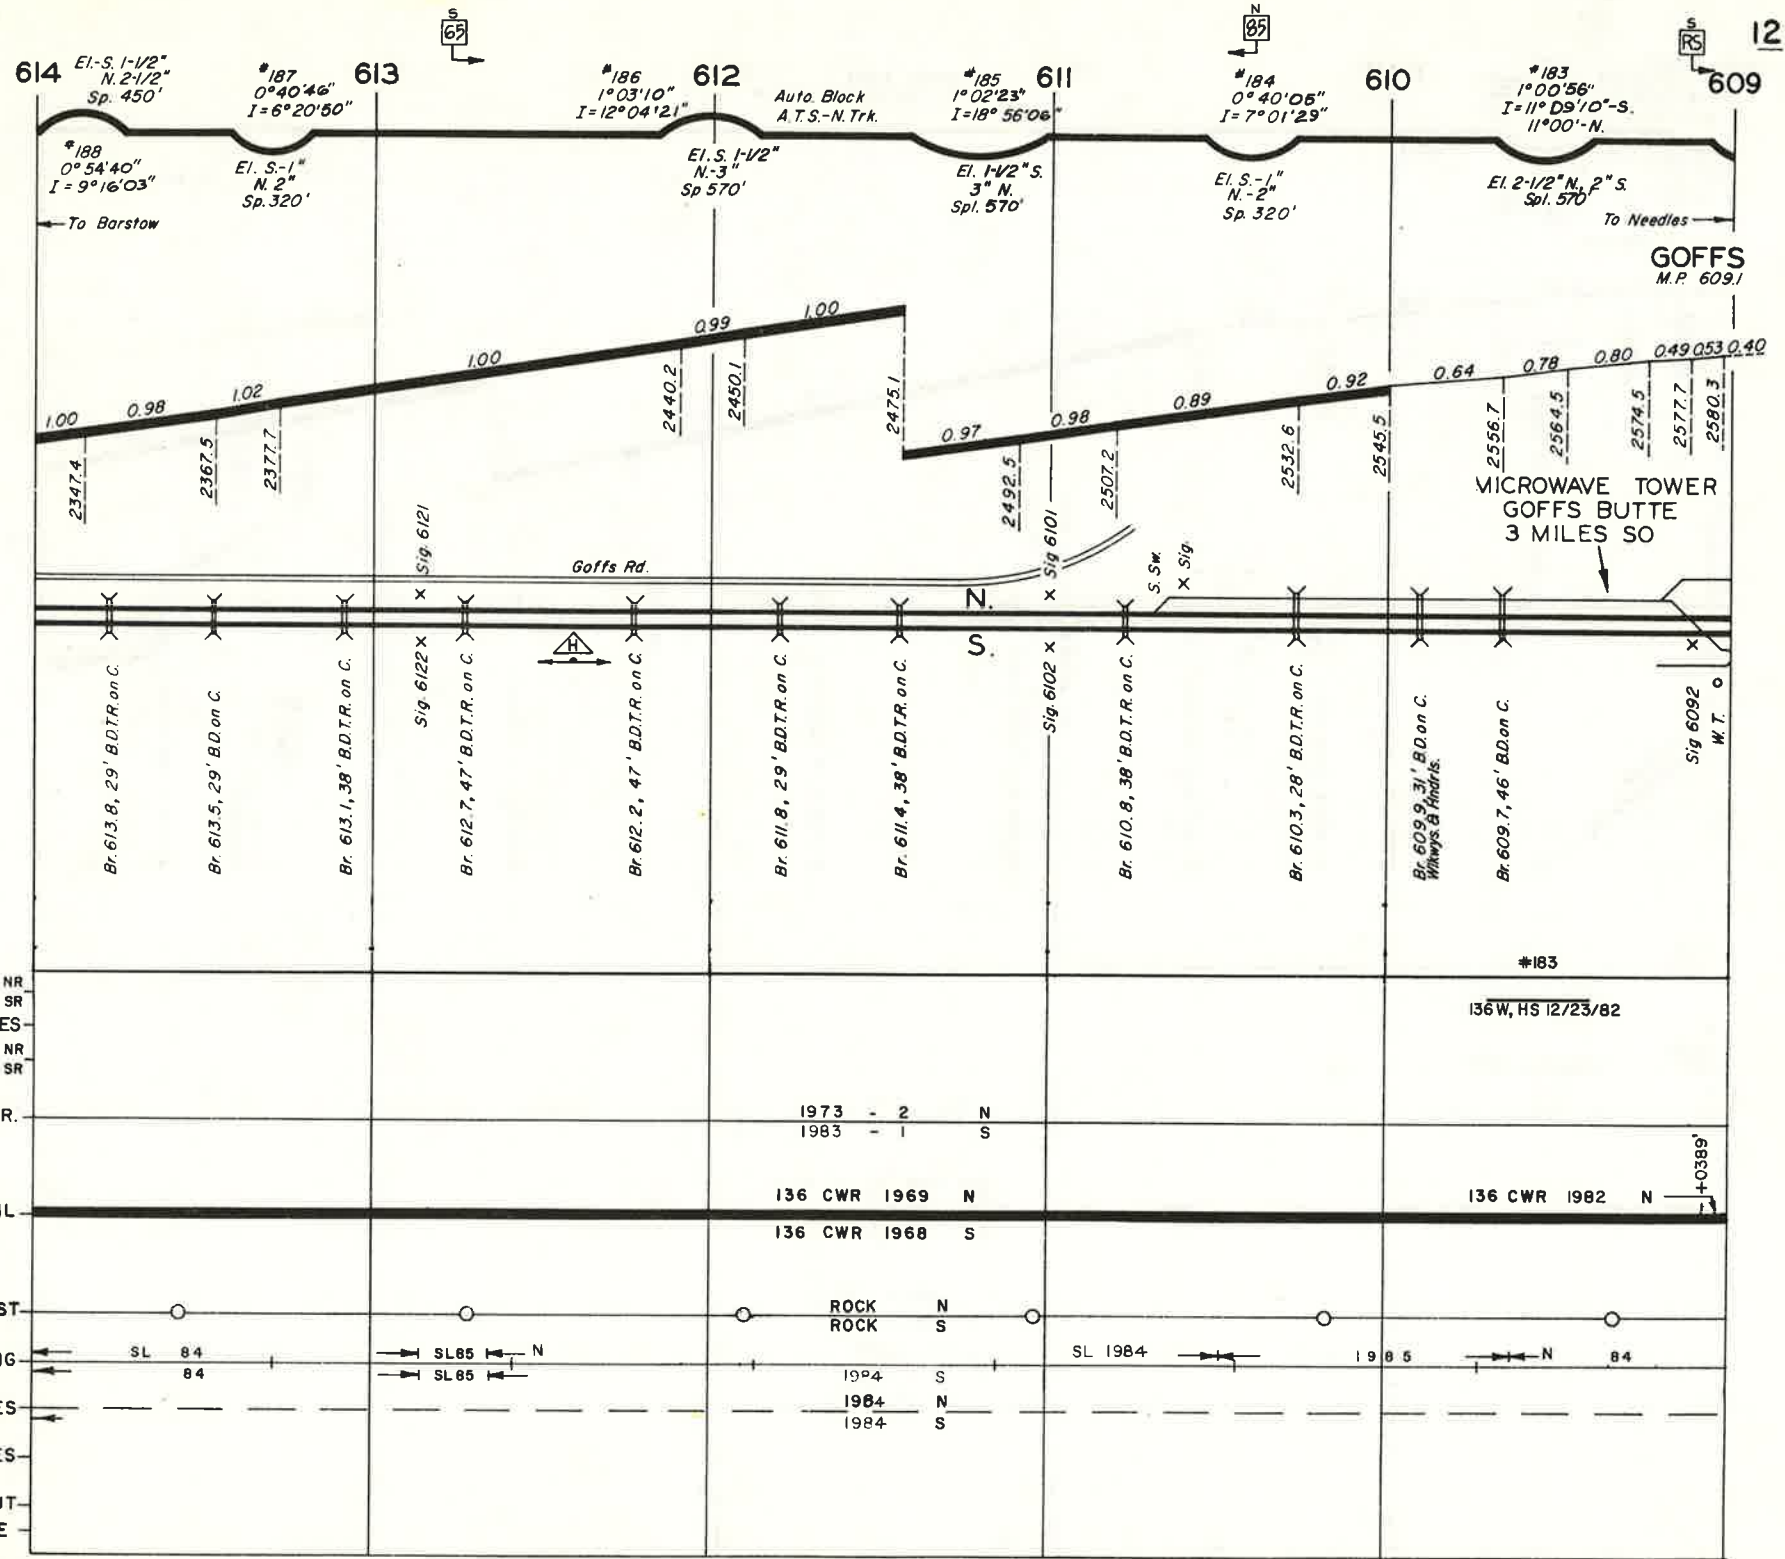 S
65
N
85
S
RS
12
614
El.-S. 1-1/2"
N. 2-1/2"
Sp. 450'
#187
0°40'46"
I=6°20'50"
613
#186
1°03'10"
I=12°04'21"
612
Auto. Block
A.T.S.-N. Trk.
#185
1°02'23"
I=18°56'06"
611
#184
0°40'05"
I=7°01'29"
610
#183
1°00'56"
I=11°D9'10"-S.
11°00'-N.
609
#188
0°54'40"
I=9°16'03"
El. S.-1"
N. 2"
Sp. 320'
El. S. 1-1/2"
N.-3"
Sp 570'
El. 1-1/2" S.
3" N.
Spl. 570'
El. S.-1"
N.-2"
Sp. 320'
El. 2-1/2" N., 2" S.
Spl. 570'
To Barstow
To Needles
GOFFS
M.P. 609.1
1.00
0.98
1.02
1.00
0.99
1.00
0.97
0.98
0.89
0.92
0.64
0.78
0.80
0.49
0.53
0.40
2347.4
2367.5
2377.7
2440.2
2450.1
2475.1
2492.5
2507.2
2532.6
2545.5
2556.7
2564.5
2574.5
2577.7
2580.3
MICROWAVE TOWER
GOFFS BUTTE
3 MILES SO
Sig. 6121
Goffs Rd.
Sig 6101
S. Sw.
Sig.
N.
S.
H
Sig. 6122
Sig. 6102
Sig 6092
W. T.
Br. 613.8, 29' B.D.T.R. on C.
Br. 613.5, 29' B.D. on C.
Br. 613.1, 38' B.D.T.R. on C.
Br. 612.7, 47' B.D.T.R. on C.
Br. 612.2, 47' B.D.T.R. on C.
Br. 611.8, 29' B.D.T.R. on C.
Br. 611.4, 38' B.D.T.R. on C.
Br. 610.8, 38' B.D.T.R. on C.
Br. 610.3, 28' B.D.T.R. on C.
Br. 609.9, 31' B.D. on C.
Wlkwys. & Hndrls.
Br. 609.7, 46' B.D. on C.
NR
SR
ES
NR
SR
#183
136W, HS 12/23/82
R.
1973 - 2 N
1983 - 1 S
+0389'
IL
136 CWR 1969 N
136 CWR 1982 N
136 CWR 1968 S
ST
ROCK N
ROCK S
G
SL 84
SL85 N
SL 1984
1985
N 84
84
SL85
1984 S
ES
1984 N
1984 S
ES
UT
E